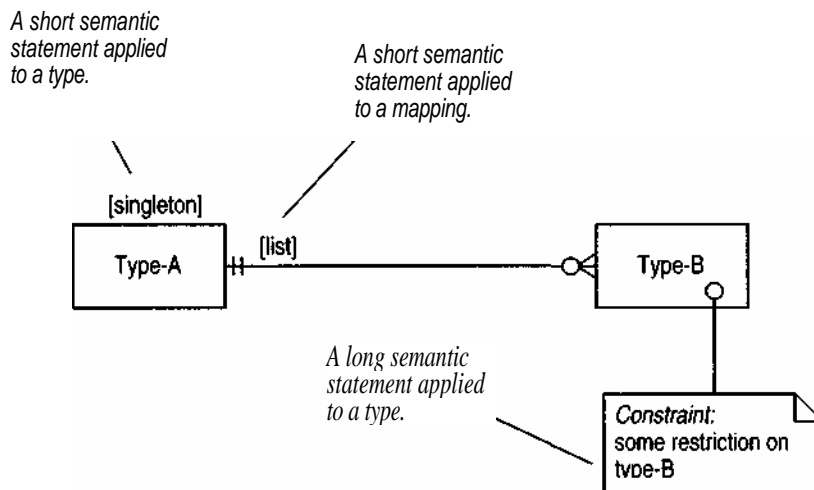 A short semantic
statement applied
to a type.
A short semantic
statement applied
to a mapping.
[singleton]
Type-A
[list]
Type-B
A long semantic
statement applied
to a type.
Constraint:
some restriction on
type-B